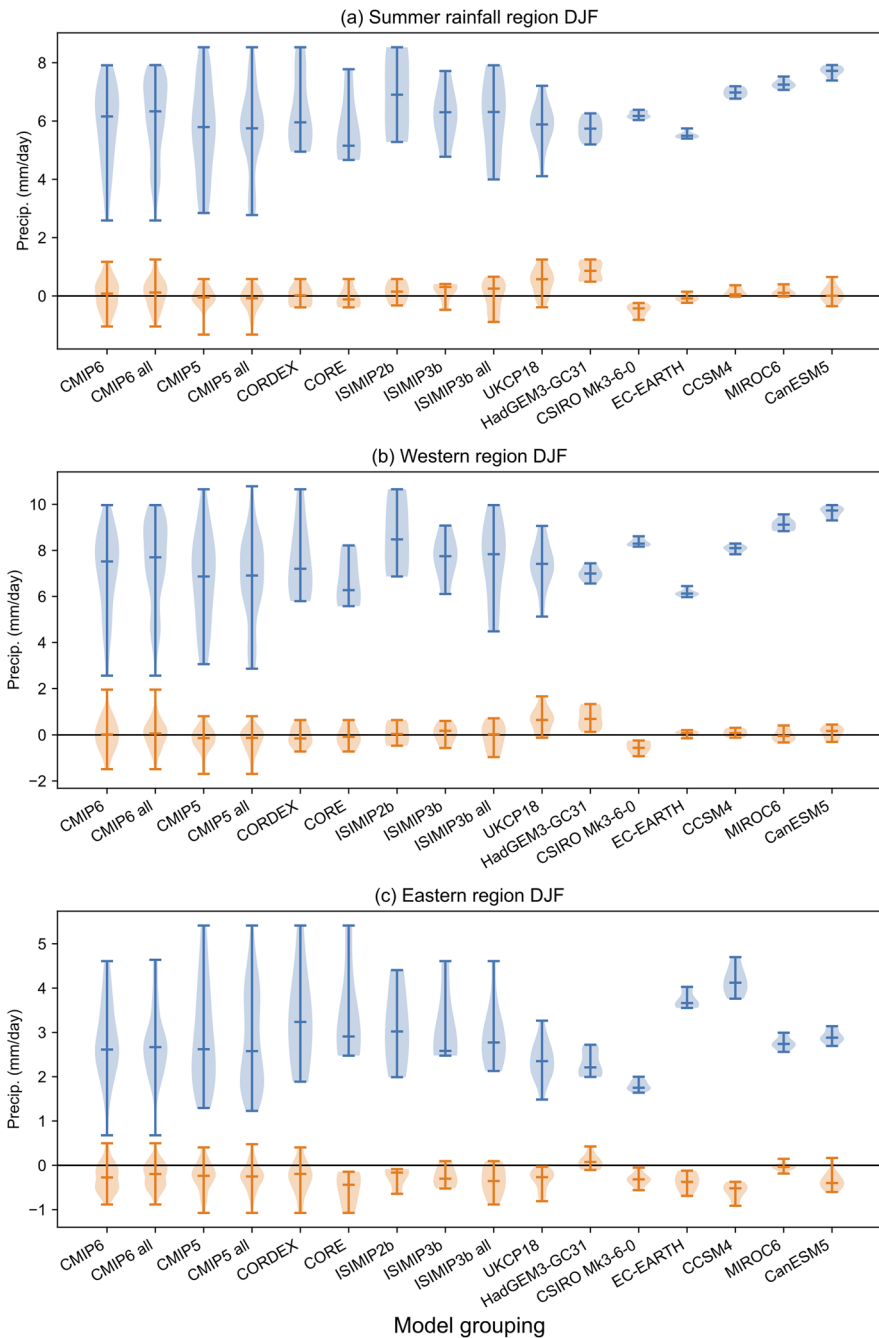 (a) Summer rainfall region DJF
8
6
4
2
0
Precip. (mm/day)
CMIP6
CMIP6 all
CMIP5
CMIP5 all
CORDEX
CORE
ISIMIP2b
ISIMIP3b
ISIMIP3b all
UKCP18
HadGEM3-GC31
CSIRO Mk3-6-0
EC-EARTH
CCSM4
MIROC6
CanESM5
(b) Western region DJF
10
8
6
4
2
0
−2
Precip. (mm/day)
CMIP6
CMIP6 all
CMIP5
CMIP5 all
CORDEX
CORE
ISIMIP2b
ISIMIP3b
ISIMIP3b all
UKCP18
HadGEM3-GC31
CSIRO Mk3-6-0
EC-EARTH
CCSM4
MIROC6
CanESM5
(c) Eastern region DJF
5
4
3
2
1
0
−1
Precip. (mm/day)
CMIP6
CMIP6 all
CMIP5
CMIP5 all
CORDEX
CORE
ISIMIP2b
ISIMIP3b
ISIMIP3b all
UKCP18
HadGEM3-GC31
CSIRO Mk3-6-0
EC-EARTH
CCSM4
MIROC6
CanESM5
Model grouping